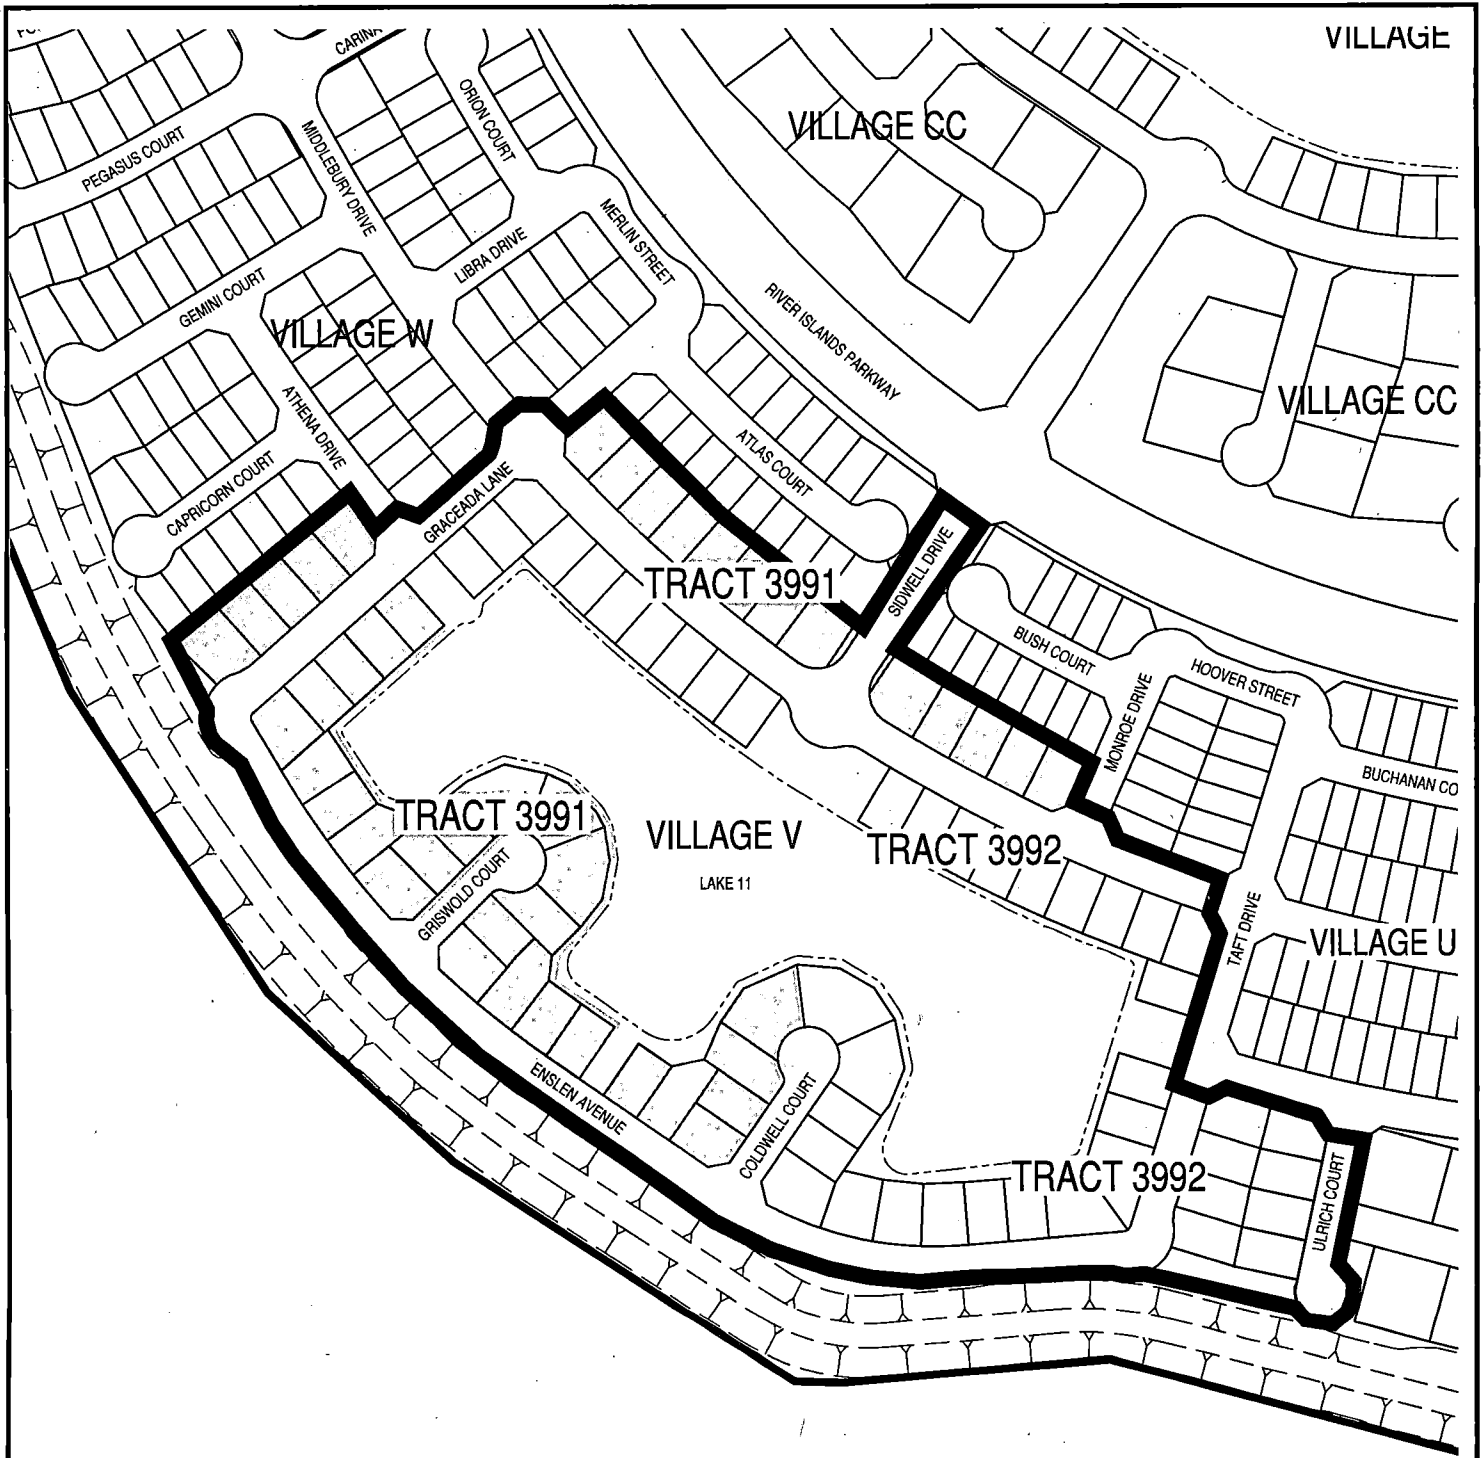 CARINA
VILLAGE
ORION COURT
VILLAGE CC
PEGASUS COURT
MIDDLEBURY DRIVE
MERLIN STREET
LIBRA DRIVE
GEMINI COURT
RIVER ISLANDS PARKWAY
VILLAGE W
VILLAGE CC
ATHENA DRIVE
ATLAS COURT
CAPRICORN COURT
GRACEADA LANE
TRACT 3991
SIDWELL DRIVE
BUSH COURT
HOOVER STREET
MONROE DRIVE
BUCHANAN CO
TRACT 3991
VILLAGE V
TRACT 3992
LAKE 11
GRISWOLD COURT
TAFT DRIVE
VILLAGE U
ENSLEN AVENUE
COLDWELL COURT
TRACT 3992
ULRICH COURT